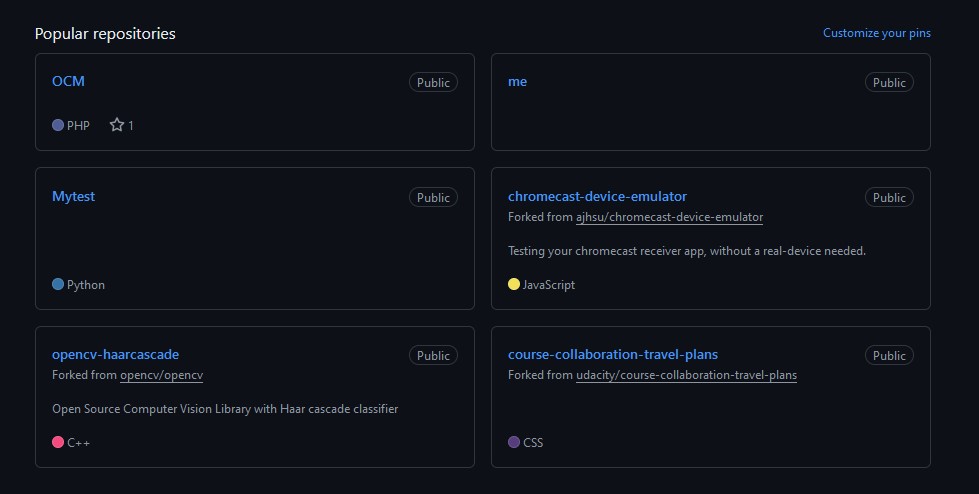 Popular repositories
Customize your pins
OCM
Public
PHP 1
me
Public
Mytest
Public
Python
chromecast-device-emulator
Public
Forked from ajhsu/chromecast-device-emulator
Testing your chromecast receiver app, without a real-device needed.
JavaScript
opencv-haarcascade
Public
Forked from opencv/opencv
Open Source Computer Vision Library with Haar cascade classifier
C++
course-collaboration-travel-plans
Public
Forked from udacity/course-collaboration-travel-plans
CSS